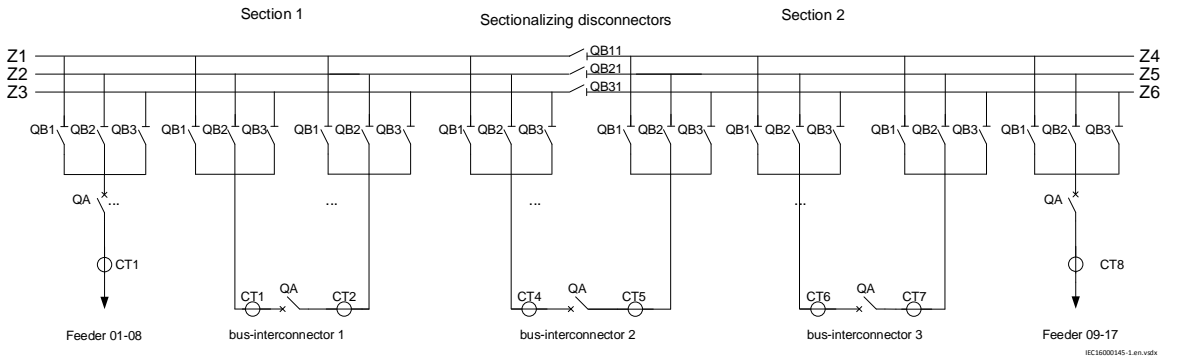 Section 1
Sectionalizing disconnectors
Section 2
Z1
QB11
Z4
Z2
QB21
Z5
Z3
QB31
Z6
QB1 QB2 QB3 QB1 QB2 QB3 QB1 QB2 QB3 QB1 QB2 QB3 QB1 QB2 QB3 QB1 QB2 QB3 QB1 QB2 QB3 QB1 QB2 QB3
QA ... ... ... ... QA
CT1 CT8
CT1 QA CT2 CT4 QA CT5 CT6 QA CT7
Feeder 01-08 bus-interconnector 1 bus-interconnector 2 bus-interconnector 3 Feeder 09-17
IEC16000145-1.en.vsdx